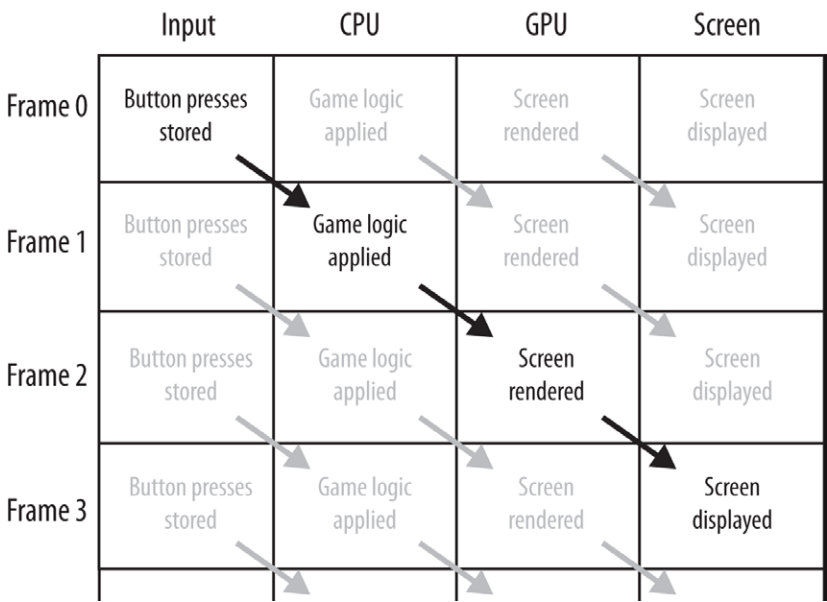 Input CPU GPU Screen
Frame 0
Button presses
stored
Game logic
applied
Screen
rendered
Screen
displayed
Frame 1
Button presses
stored
Game logic
applied
Screen
rendered
Screen
displayed
Frame 2
Button presses
stored
Game logic
applied
Screen
rendered
Screen
displayed
Frame 3
Button presses
stored
Game logic
applied
Screen
rendered
Screen
displayed